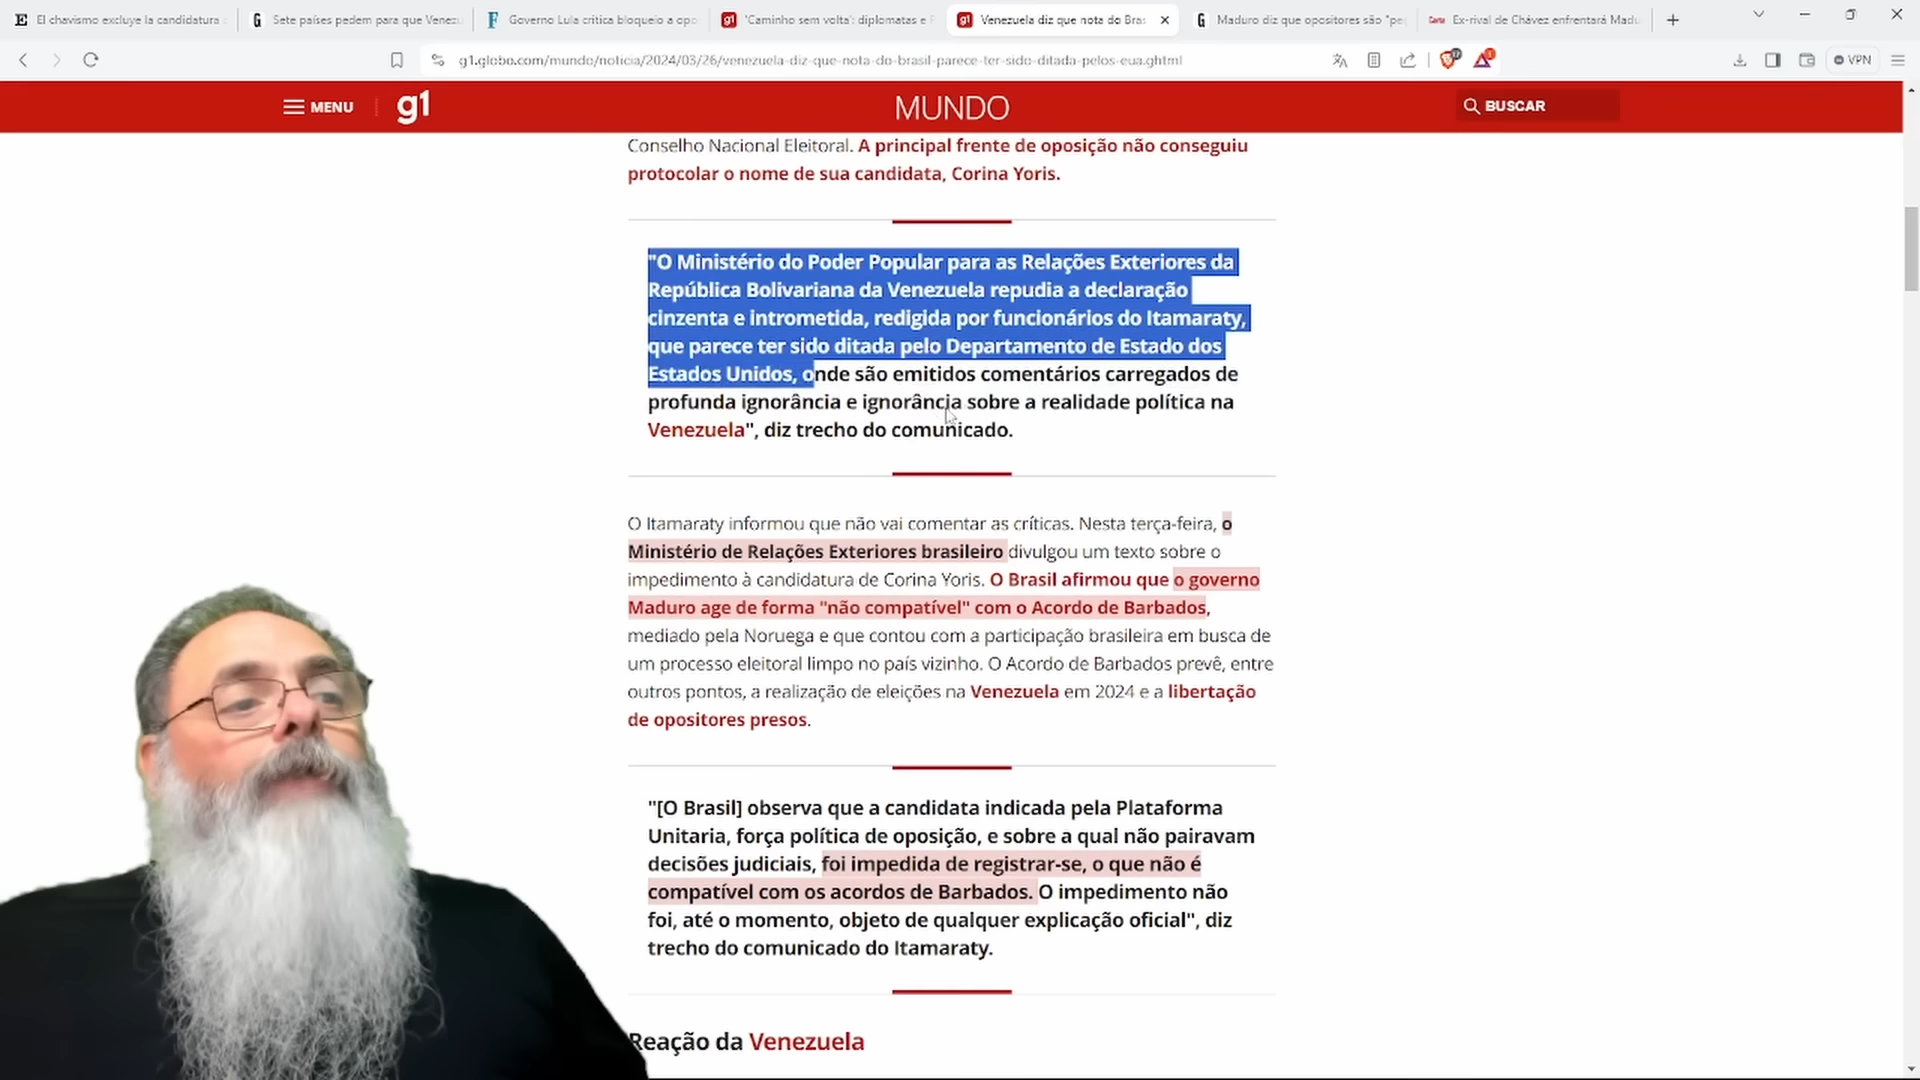 El chavismo excluye la candidatura
Sete países pedem para que Venezu
Governo Lula critica bloqueio a opo
'Caminho sem volta': diplomatas e
Venezuela diz que nota do Bras
Maduro diz que opositores são "pe
Ex-rival de Chávez enfrentará Madu
g1.globo.com/mundo/noticia/2024/03/26/venezuela-diz-que-nota-do-brasil-parece-ter-sido-ditada-pelos-eua.ghtml
VPN
MENU
g1
MUNDO
BUSCAR
Conselho Nacional Eleitoral. A principal frente de oposição não conseguiu
protocolar o nome de sua candidata, Corina Yoris.
"O Ministério do Poder Popular para as Relações Exteriores da
República Bolivariana da Venezuela repudia a declaração
cinzenta e intrometida, redigida por funcionários do Itamaraty,
que parece ter sido ditada pelo Departamento de Estado dos
Estados Unidos, onde são emitidos comentários carregados de
profunda ignorância e ignorância sobre a realidade política na
Venezuela", diz trecho do comunicado.
O Itamaraty informou que não vai comentar as críticas. Nesta terça-feira, o
Ministério de Relações Exteriores brasileiro divulgou um texto sobre o
impedimento à candidatura de Corina Yoris. O Brasil afirmou que o governo
Maduro age de forma "não compatível" com o Acordo de Barbados,
mediado pela Noruega e que contou com a participação brasileira em busca de
um processo eleitoral limpo no país vizinho. O Acordo de Barbados prevê, entre
outros pontos, a realização de eleições na Venezuela em 2024 e a libertação
de opositores presos.
"[O Brasil] observa que a candidata indicada pela Plataforma
Unitaria, força política de oposição, e sobre a qual não pairavam
decisões judiciais, foi impedida de registrar-se, o que não é
compatível com os acordos de Barbados. O impedimento não
foi, até o momento, objeto de qualquer explicação oficial", diz
trecho do comunicado do Itamaraty.
Reação da Venezuela